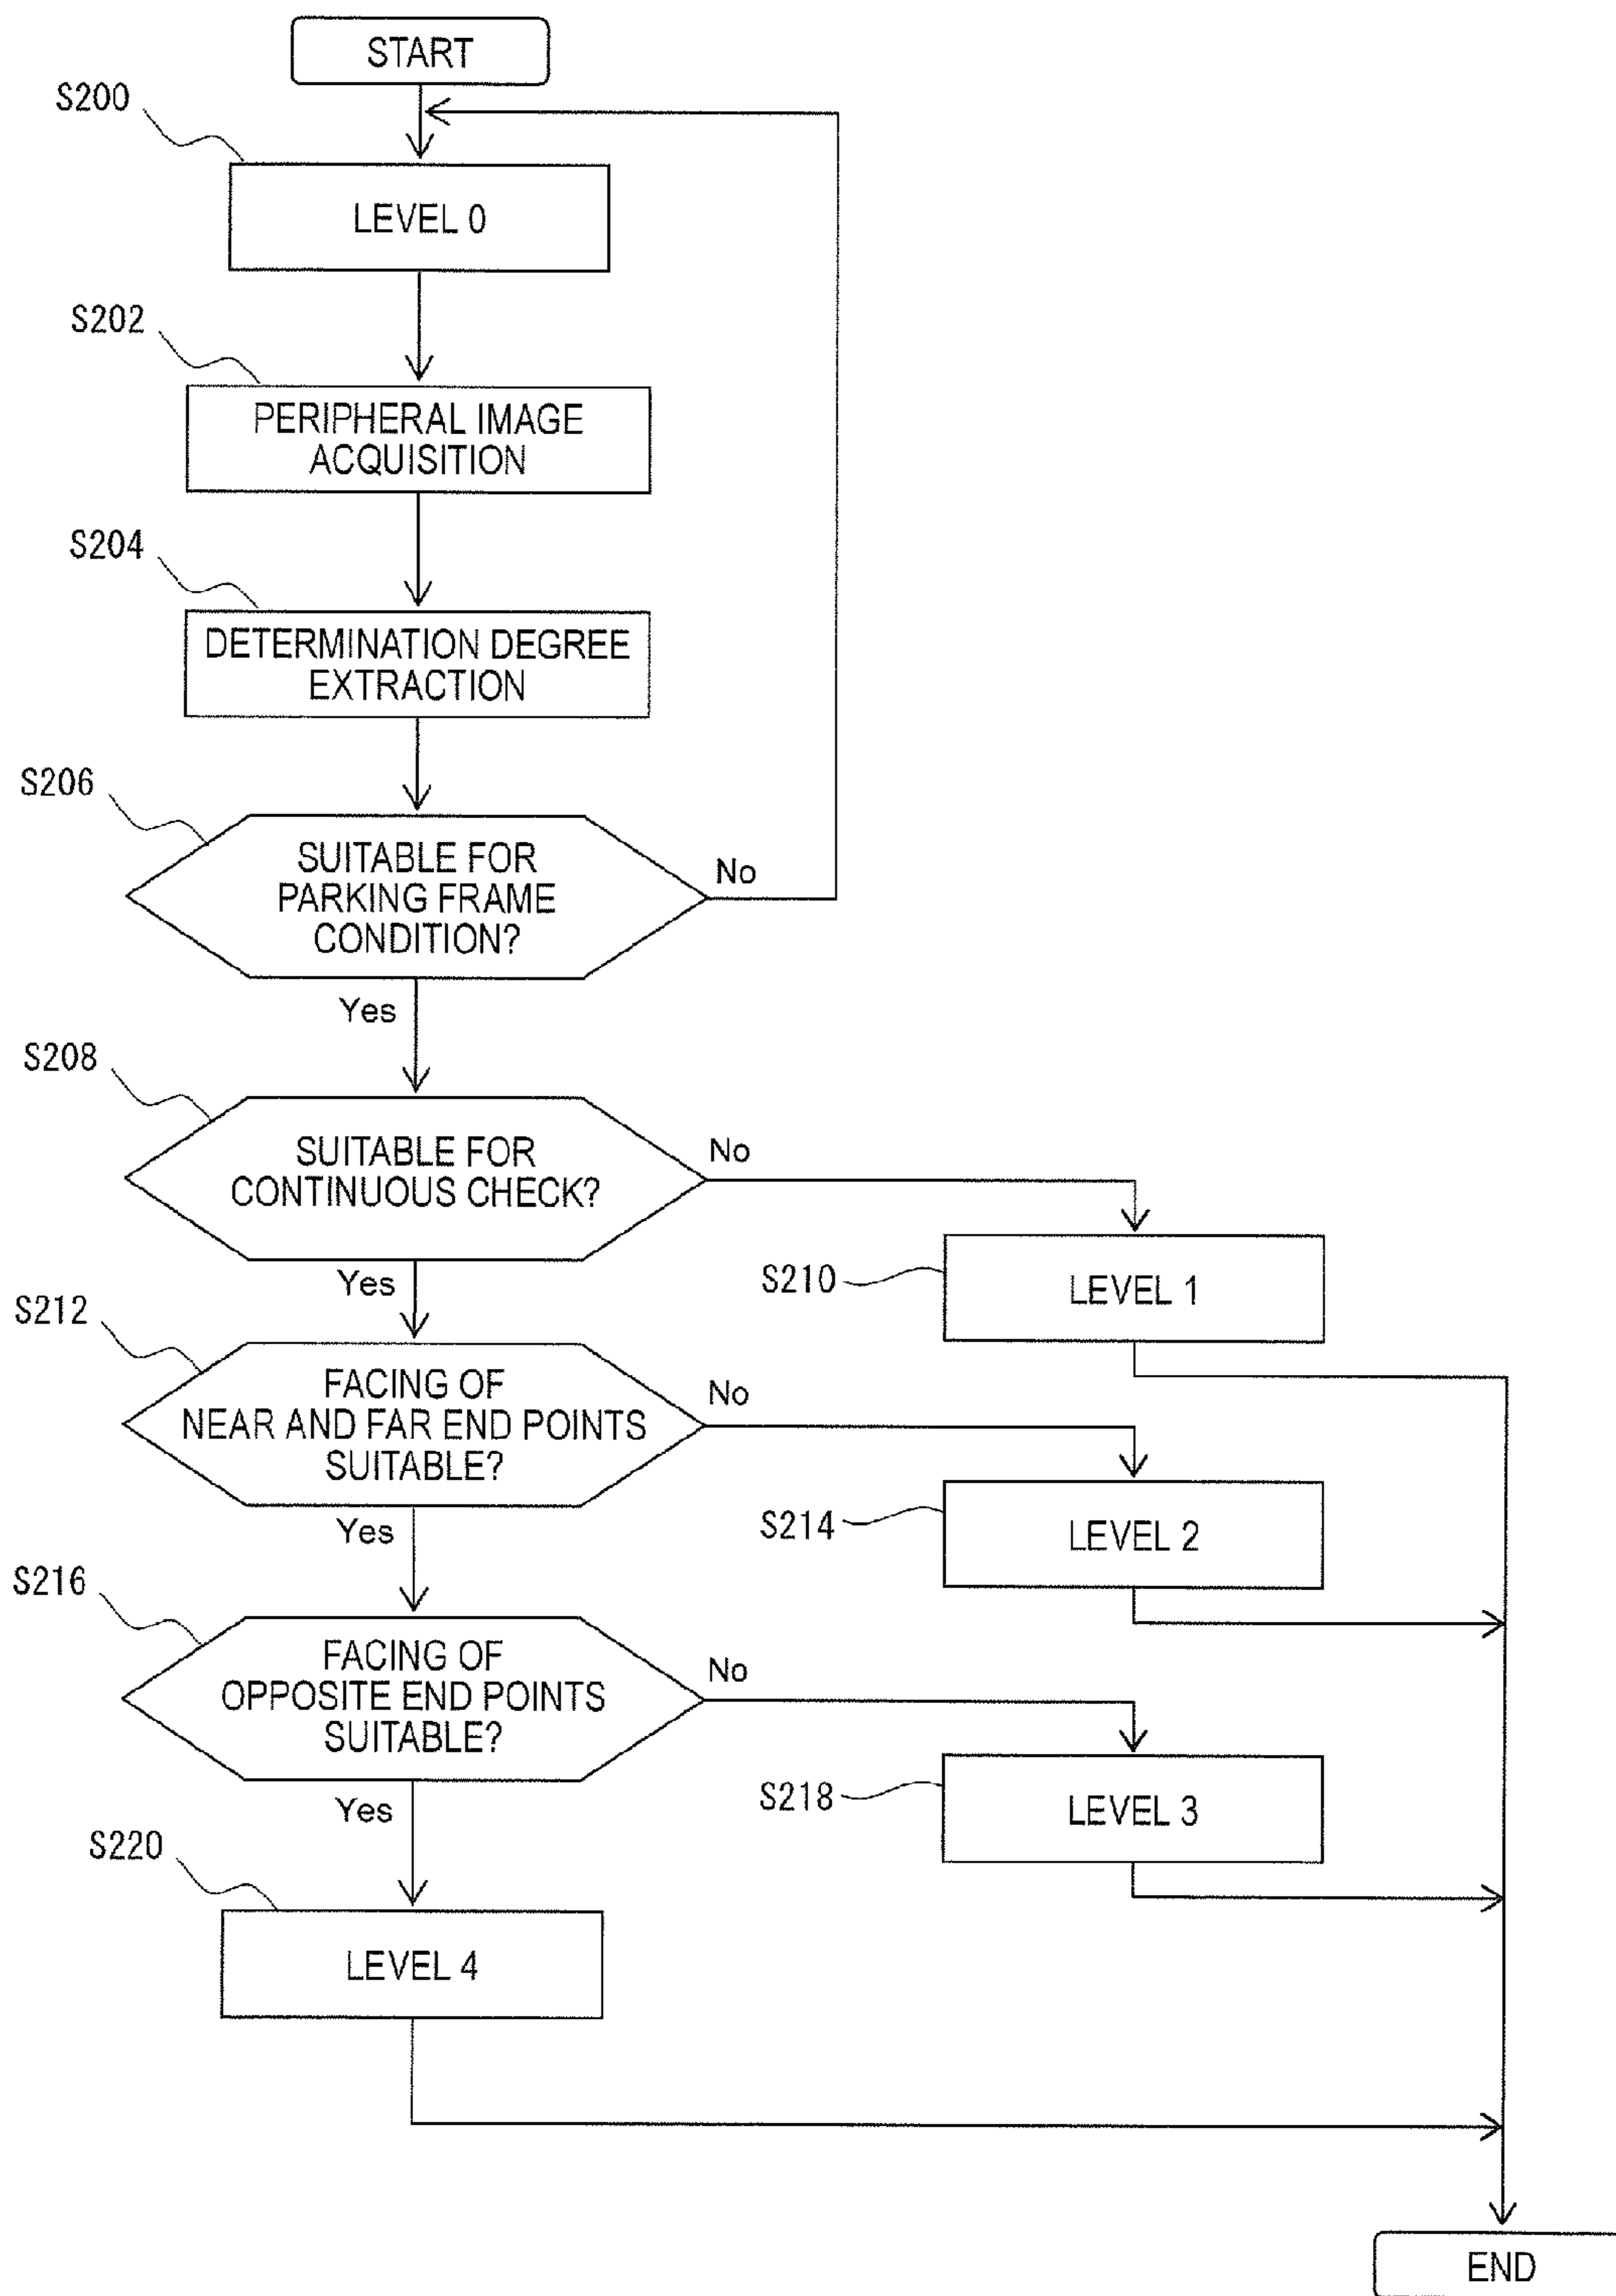 START
S200
LEVEL 0
S202
PERIPHERAL IMAGE
ACQUISITION
S204
DETERMINATION DEGREE
EXTRACTION
S206
SUITABLE FOR
PARKING FRAME
CONDITION?
No
Yes
S208
SUITABLE FOR
CONTINUOUS CHECK?
No
Yes
S210
LEVEL 1
S212
FACING OF
NEAR AND FAR END POINTS
SUITABLE?
No
Yes
S214
LEVEL 2
S216
FACING OF
OPPOSITE END POINTS
SUITABLE?
No
Yes
S218
LEVEL 3
S220
LEVEL 4
END